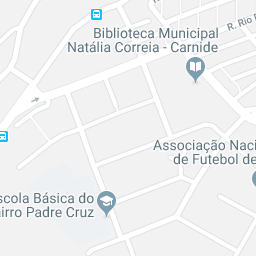 Biblioteca Municipal
Natália Correia - Carnide
R. Rio
Associação Naci
de Futebol de
scola Básica do
irro Padre Cruz